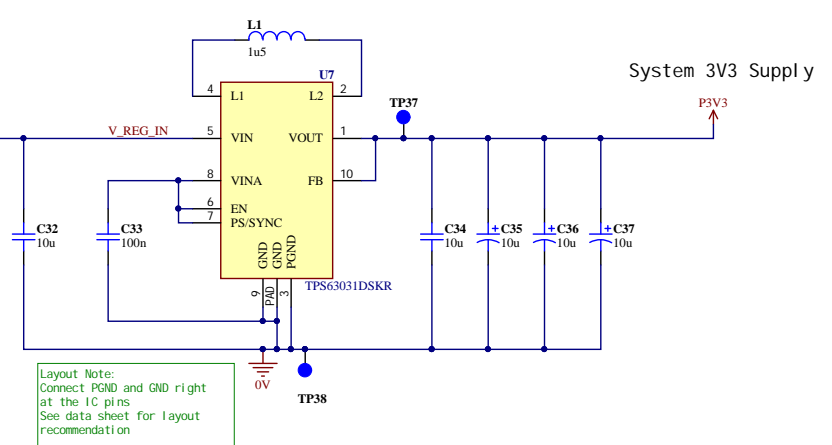 L1
1u5
U7
System 3V3 Supply
4 L1 L2 2
TP37
P3V3
V_REG_IN 5 VIN VOUT 1
8 VINA FB 10
6 EN
7 PS/SYNC
C32
10u
C33
100n
C34
10u
+ C35
10u
+ C36
10u
+ C37
10u
GND GND PGND
9 PAD 3
TPS63031DSKR
Layout Note:
Connect PGND and GND right
at the IC pins
See data sheet for layout
recommendation
0V
TP38